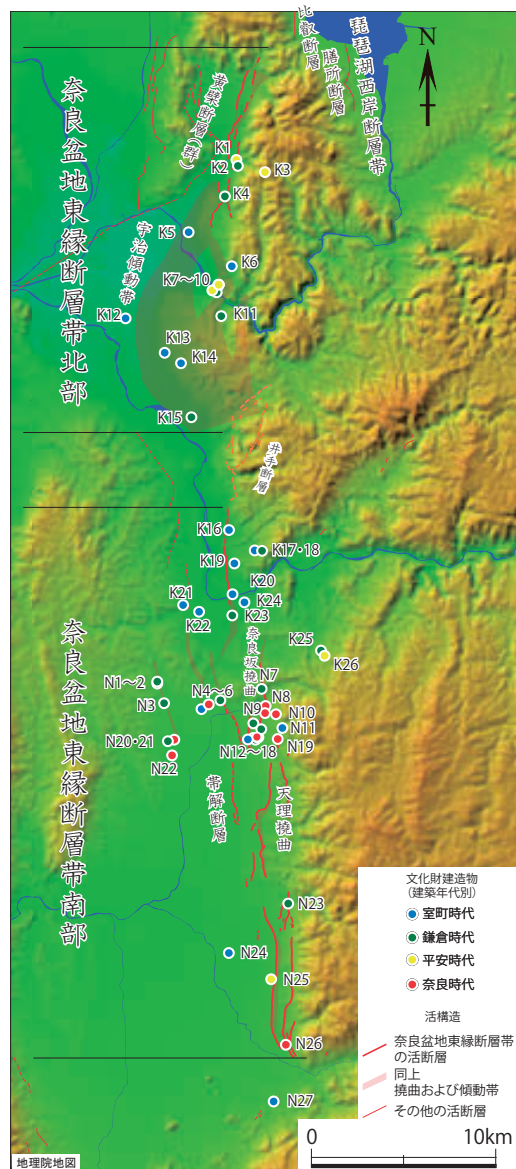 比叡断層
膳所断層
琵琶湖西岸断層帯
N
黄檗断層(群)
奈良盆地東縁断層帯北部
K1
K2
K3
K4
宇治傾動帯
K5
K6
K7～10
K11
K12
K13
K14
K15
井手断層
K16
K17・18
K19
K20
K21
K22
K24
K23
奈良坂撓曲
K25
K26
奈良盆地東縁断層帯南部
N1～2
N3
N4～6
N7
N8
N9
N10
N11
N12～18
N19
N20・21
N22
帯解断層
天理撓曲
N23
N24
N25
N26
N27
文化財建造物
(建築年代別)
室町時代
鎌倉時代
平安時代
奈良時代
活構造
奈良盆地東縁断層帯
の活断層
同上
撓曲および傾動帯
その他の活断層
0 10km
地理院地図